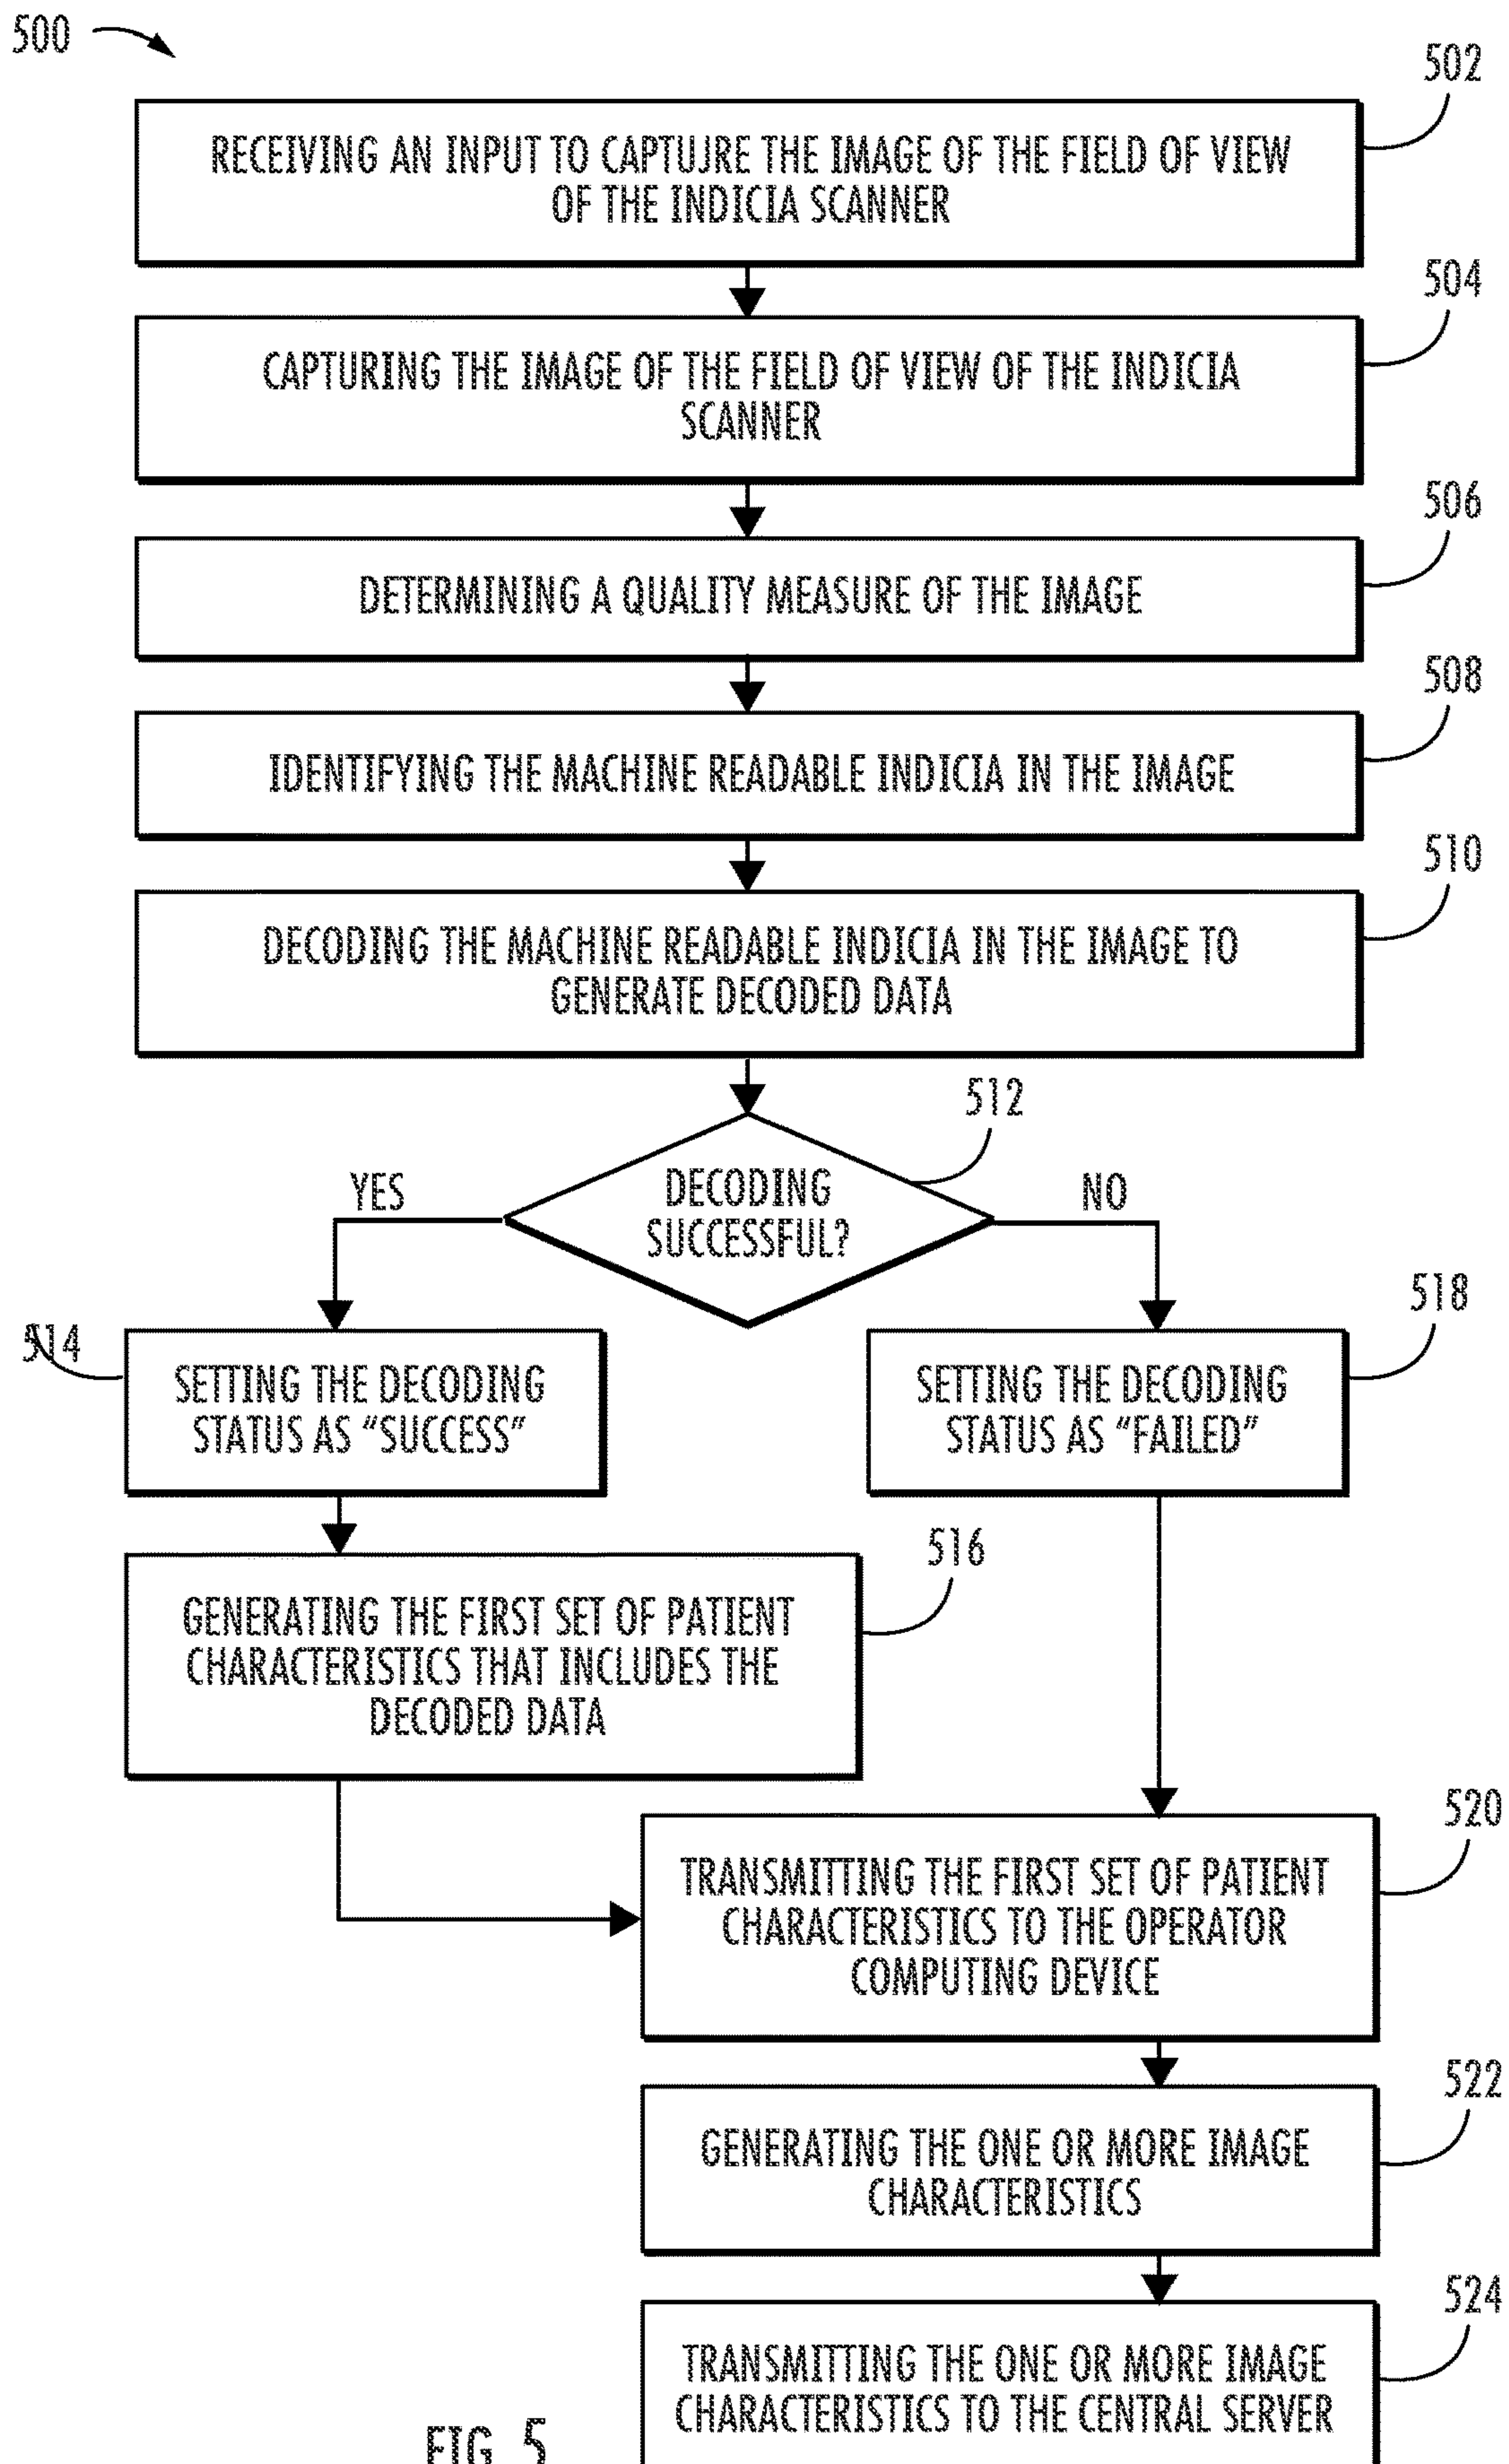 500
502
RECEIVING AN INPUT TO CAPTUJRE THE IMAGE OF THE FIELD OF VIEW
OF THE INDICIA SCANNER
504
CAPTURING THE IMAGE OF THE FIELD OF VIEW OF THE INDICIA
SCANNER
506
DETERMINING A QUALITY MEASURE OF THE IMAGE
508
IDENTIFYING THE MACHINE READABLE INDICIA IN THE IMAGE
510
DECODING THE MACHINE READABLE INDICIA IN THE IMAGE TO
GENERATE DECODED DATA
512
YES
DECODING
SUCCESSFUL?
NO
514
SETTING THE DECODING
STATUS AS “SUCCESS”
518
SETTING THE DECODING
STATUS AS “FAILED”
516
GENERATING THE FIRST SET OF PATIENT
CHARACTERISTICS THAT INCLUDES THE
DECODED DATA
520
TRANSMITTING THE FIRST SET OF PATIENT
CHARACTERISTICS TO THE OPERATOR
COMPUTING DEVICE
522
GENERATING THE ONE OR MORE IMAGE
CHARACTERISTICS
524
TRANSMITTING THE ONE OR MORE IMAGE
CHARACTERISTICS TO THE CENTRAL SERVER
FIG. 5